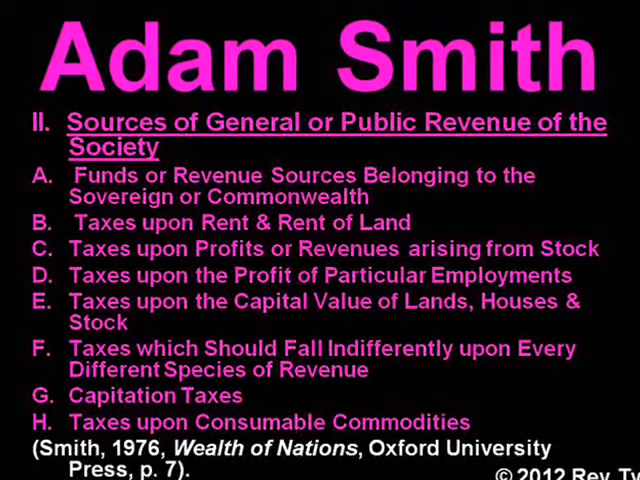 Adam Smith
II. Sources of General or Public Revenue of the
Society
A. Funds or Revenue Sources Belonging to the
Sovereign or Commonwealth
B. Taxes upon Rent & Rent of Land
C. Taxes upon Profits or Revenues arising from Stock
D. Taxes upon the Profit of Particular Employments
E. Taxes upon the Capital Value of Lands, Houses &
Stock
F. Taxes which Should Fall Indifferently upon Every
Different Species of Revenue
G. Capitation Taxes
H. Taxes upon Consumable Commodities
(Smith, 1976, Wealth of Nations, Oxford University
Press, p. 7).
© 2012 Rev. Ty